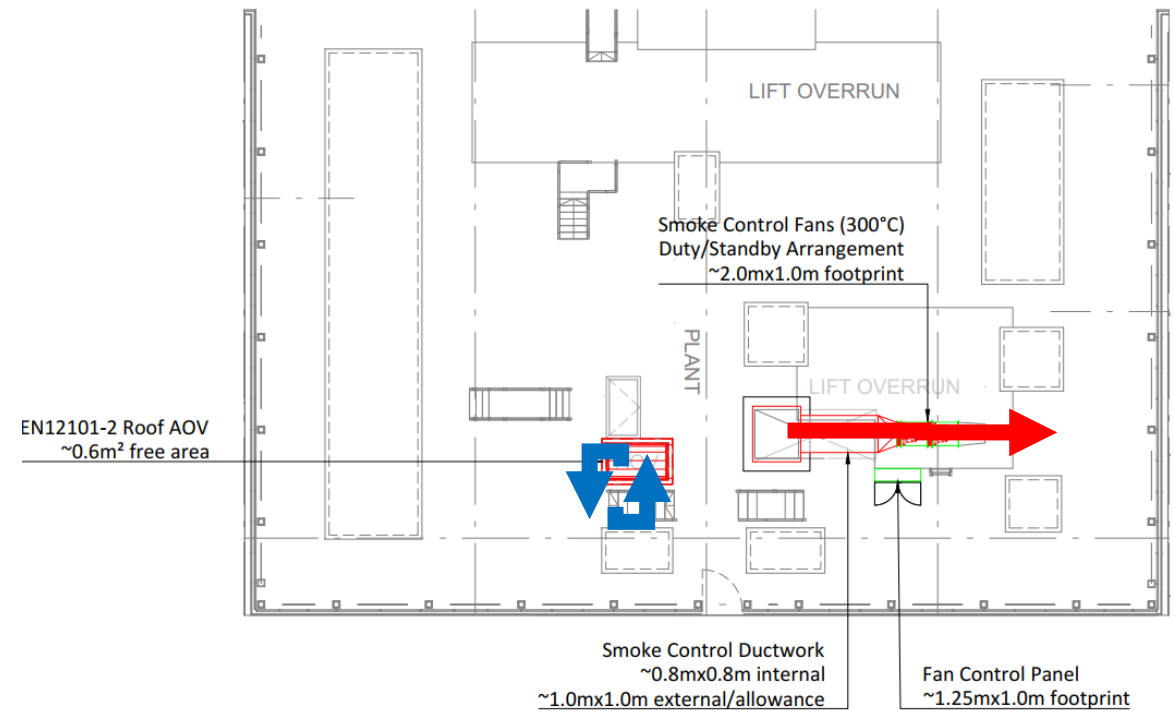 LIFT OVERRUN
Smoke Control Fans (300°C)
Duty/Standby Arrangement
~2.0mx1.0m footprint
PLANT
LIFT OVERRUN
EN12101-2 Roof AOV
~0.6m² free area
Smoke Control Ductwork
~0.8mx0.8m internal
~1.0mx1.0m external/allowance
Fan Control Panel
~1.25mx1.0m footprint